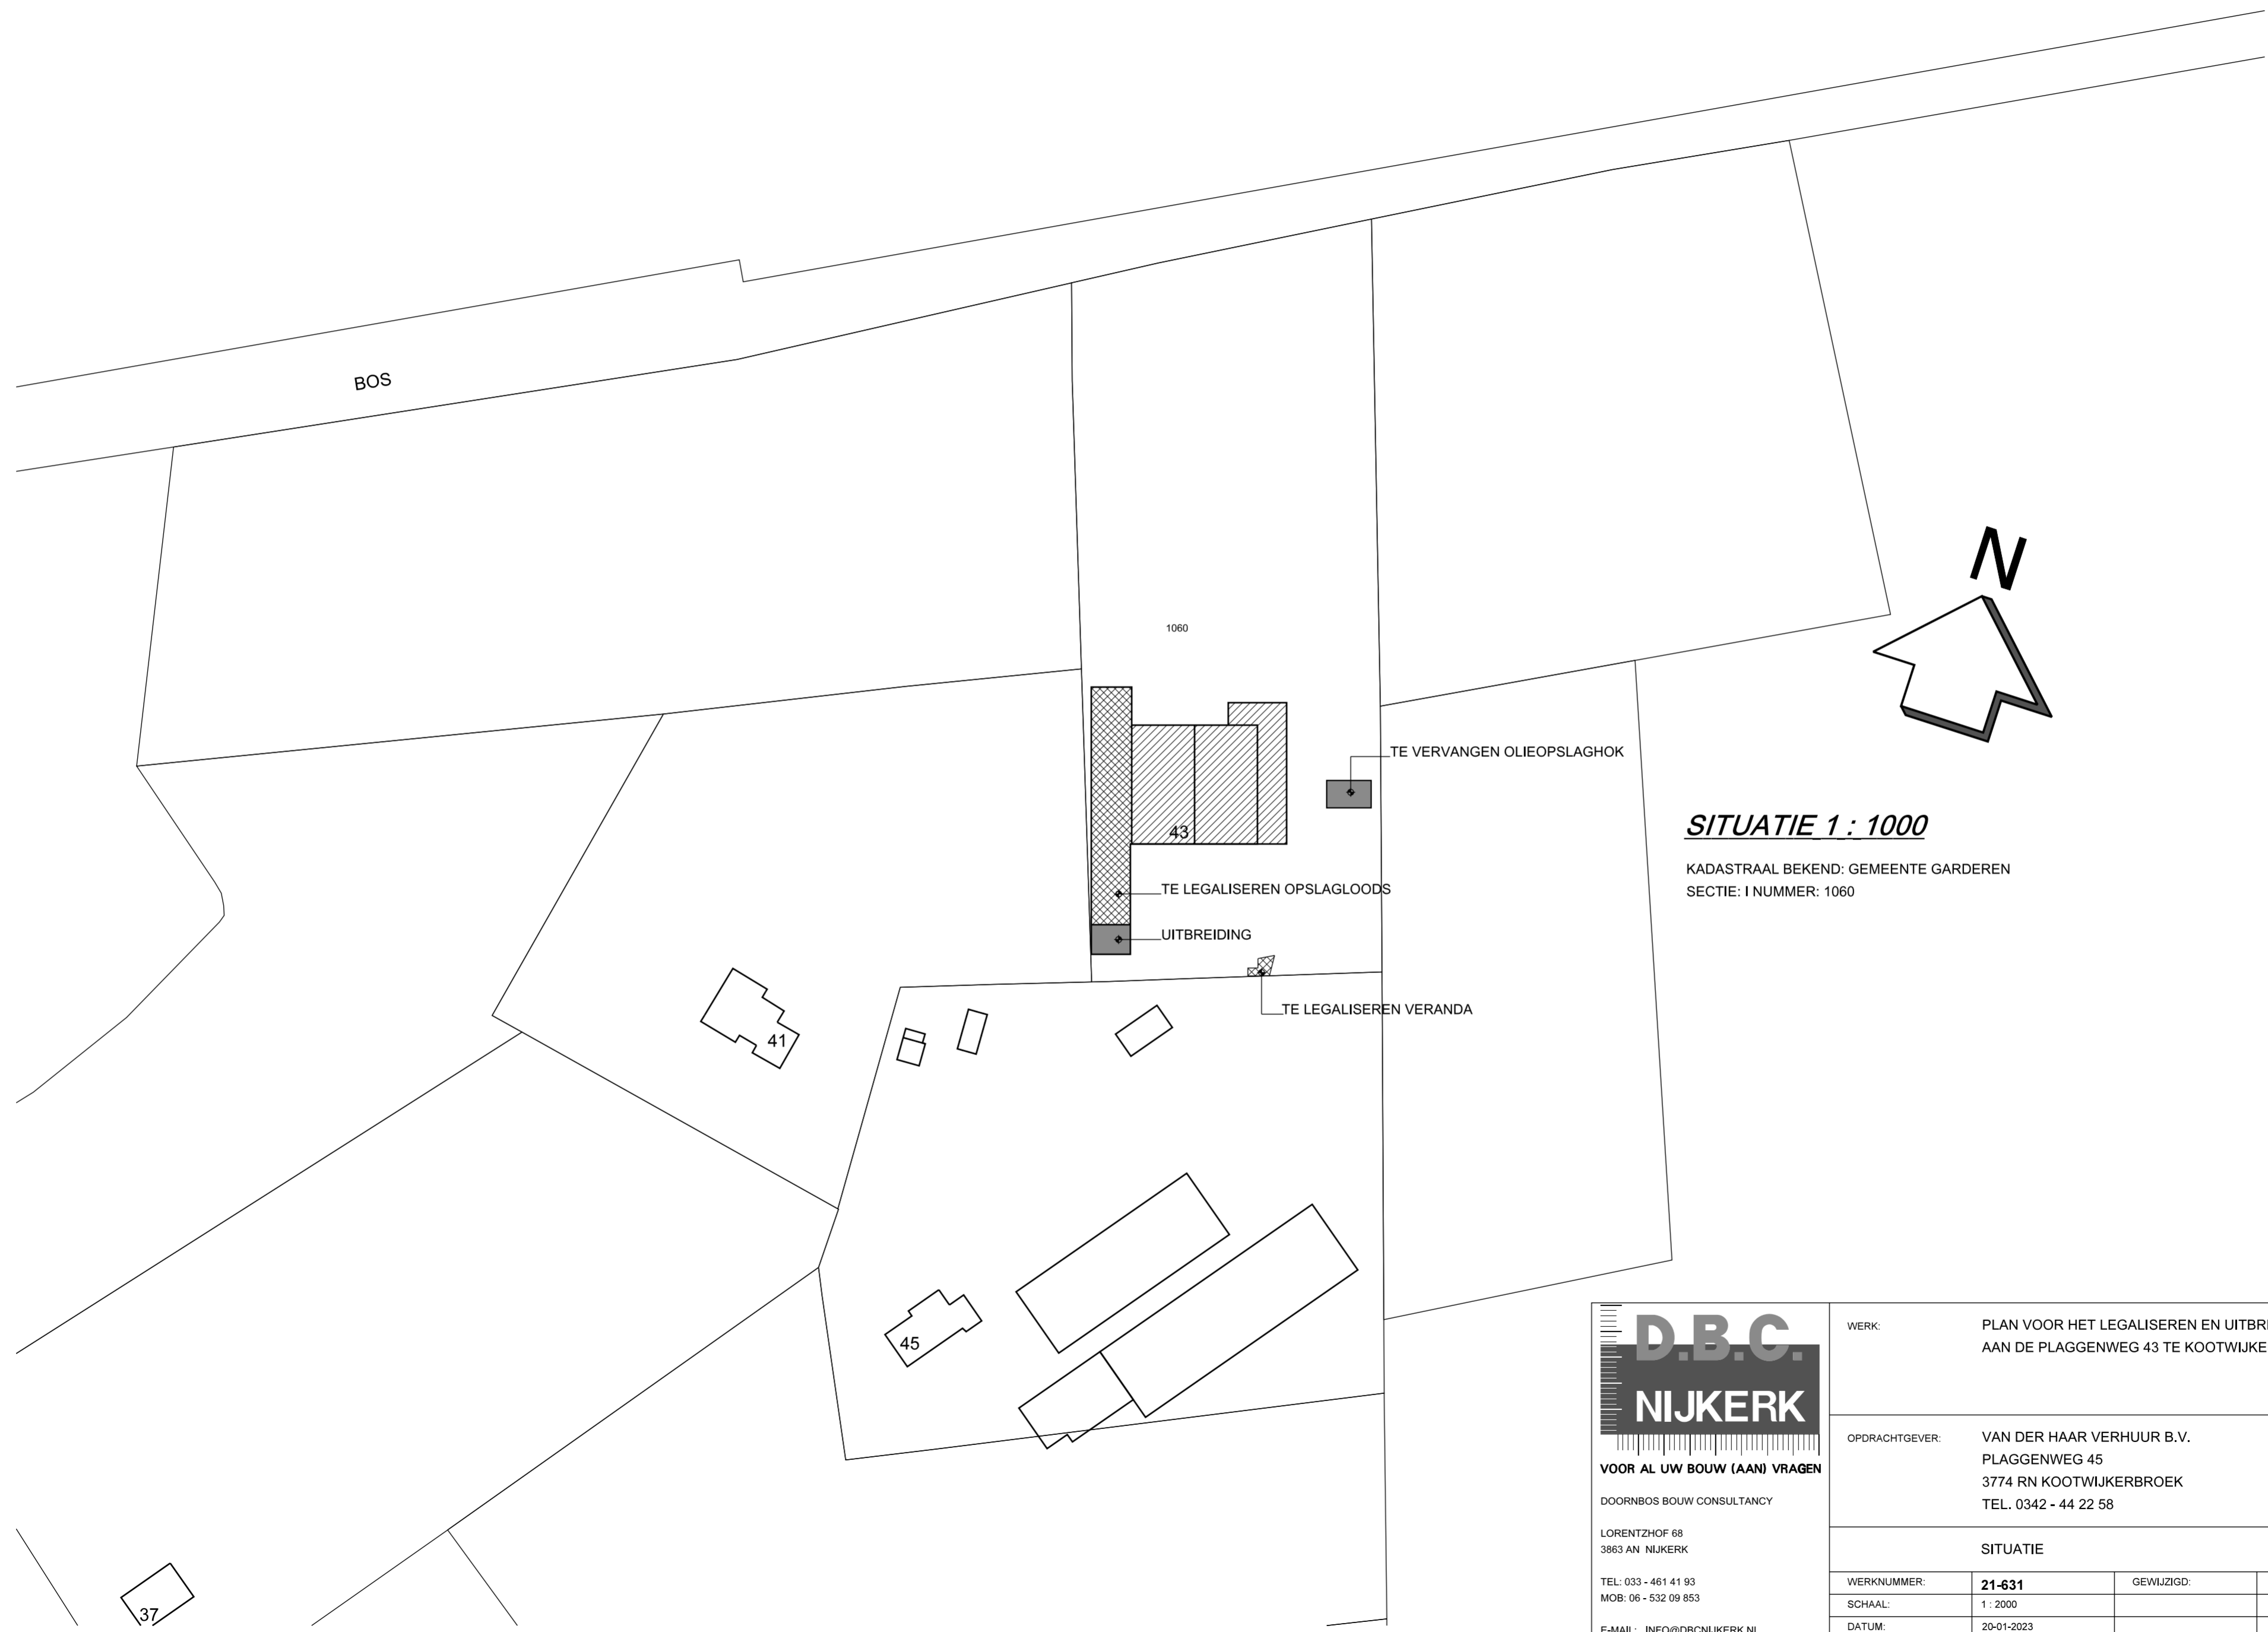 BOS
N
1060
TE VERVANGEN OLIEOPSLAGHOK
43
SITUATIE 1 : 1000
KADASTRAAL BEKEND: GEMEENTE GARDEREN
SECTIE: I NUMMER: 1060
TE LEGALISEREN OPSLAGLOODS
UITBREIDING
TE LEGALISEREN VERANDA
41
45
37
D.B.C.
NIJKERK
VOOR AL UW BOUW (AAN) VRAGEN
DOORNBOS BOUW CONSULTANCY
LORENTZHOF 68
3863 AN NIJKERK
TEL: 033 - 461 41 93
MOB: 06 - 532 09 853
E-MAIL: INFO@DBCNIJKERK.NL
WERK: PLAN VOOR HET LEGALISEREN EN UITBR
AAN DE PLAGGENWEG 43 TE KOOTWIJKE
OPDRACHTGEVER: VAN DER HAAR VERHUUR B.V.
PLAGGENWEG 45
3774 RN KOOTWIJKERBROEK
TEL. 0342 - 44 22 58
SITUATIE
WERKNUMMER: 21-631 GEWIJZIGD:
SCHAAL: 1 : 2000
DATUM: 20-01-2023